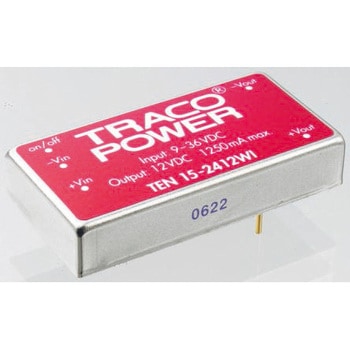 on/off
-Vin
+Vin
TRACO
POWER
®
Input 9-36VDC
Output: 12VDC 1250mA max.
TEN 15-2412WI
-Vout
+Vout
0622